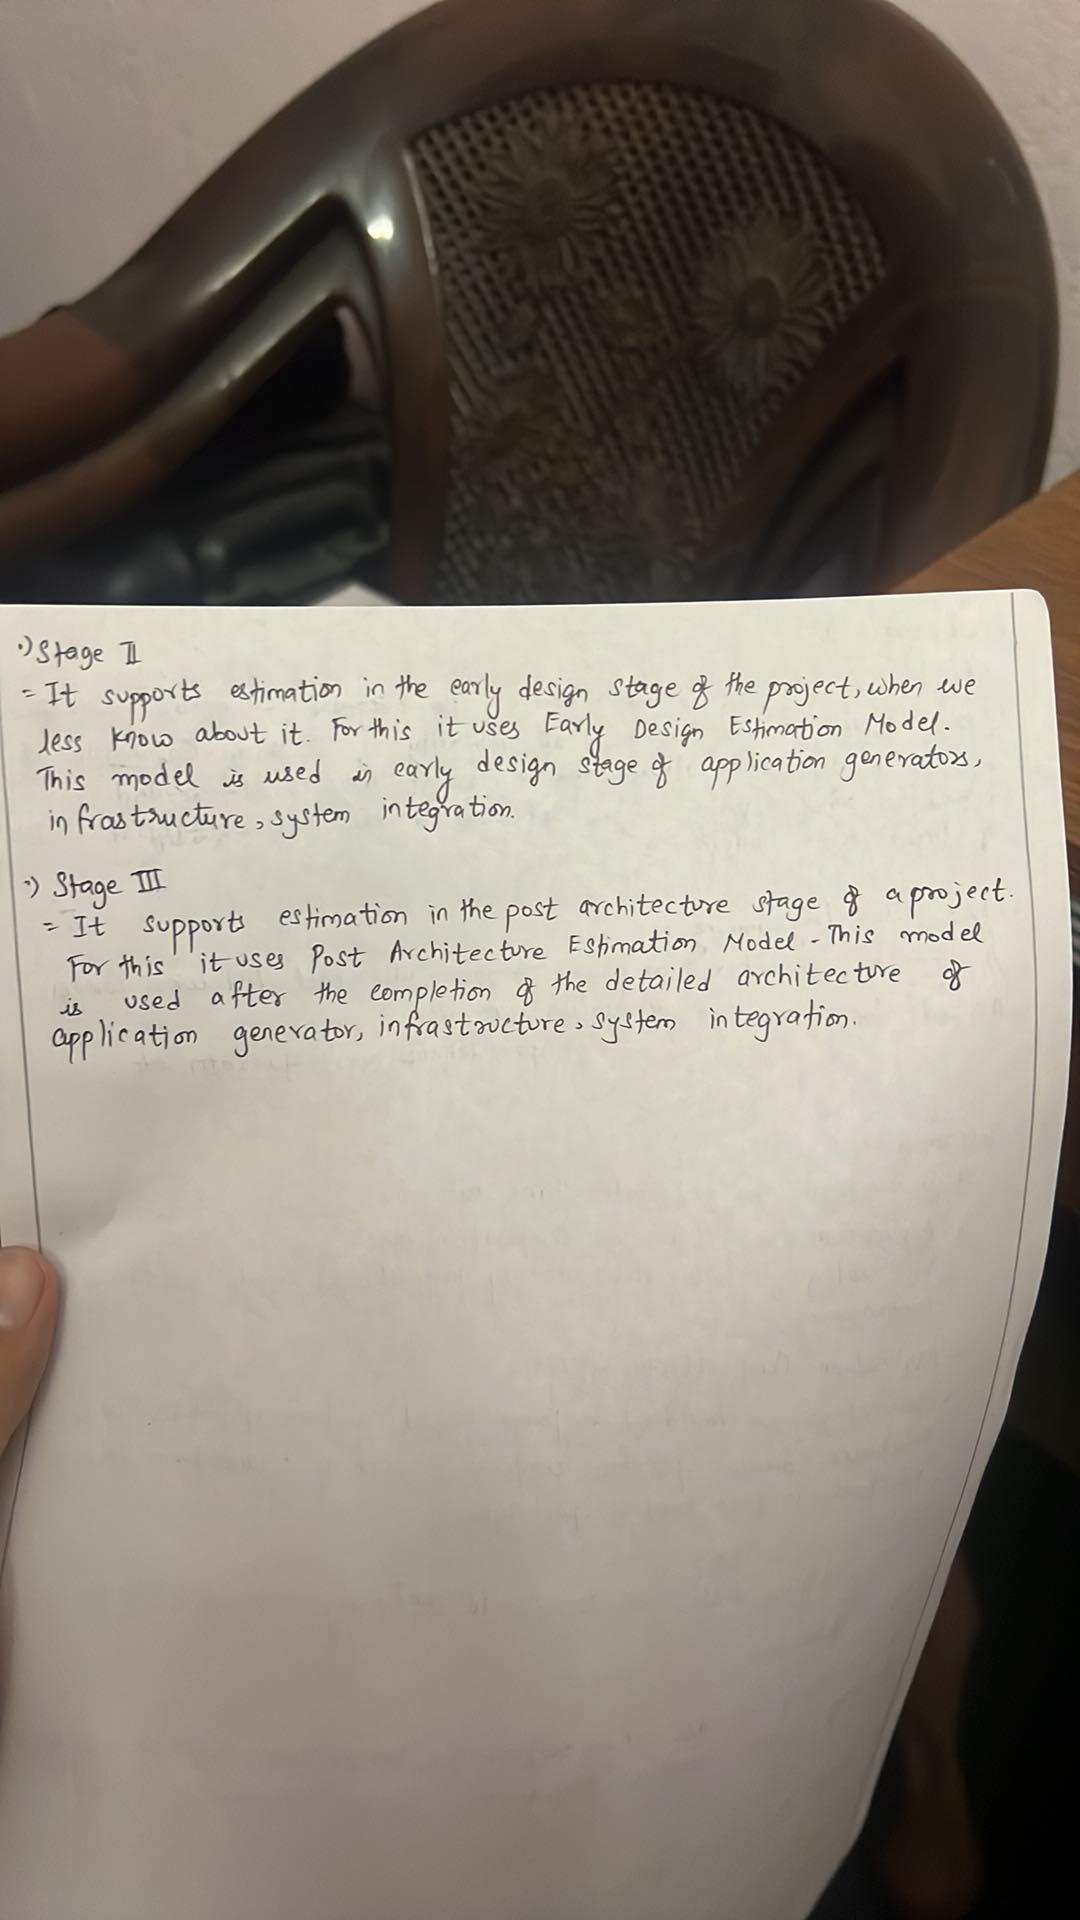 •) Stage II
= It supports estimation in the early design stage of the project, when we
less know about it. For this it uses Early Design Estimation Model.
This model is used in early design stage of application generators,
infrastructure, system integration.
•) Stage III
= It supports estimation in the post architecture stage of a project.
For this it uses Post Architecture Estimation Model - This model
is used after the completion of the detailed architecture of
application generator, infrastructure, system integration.